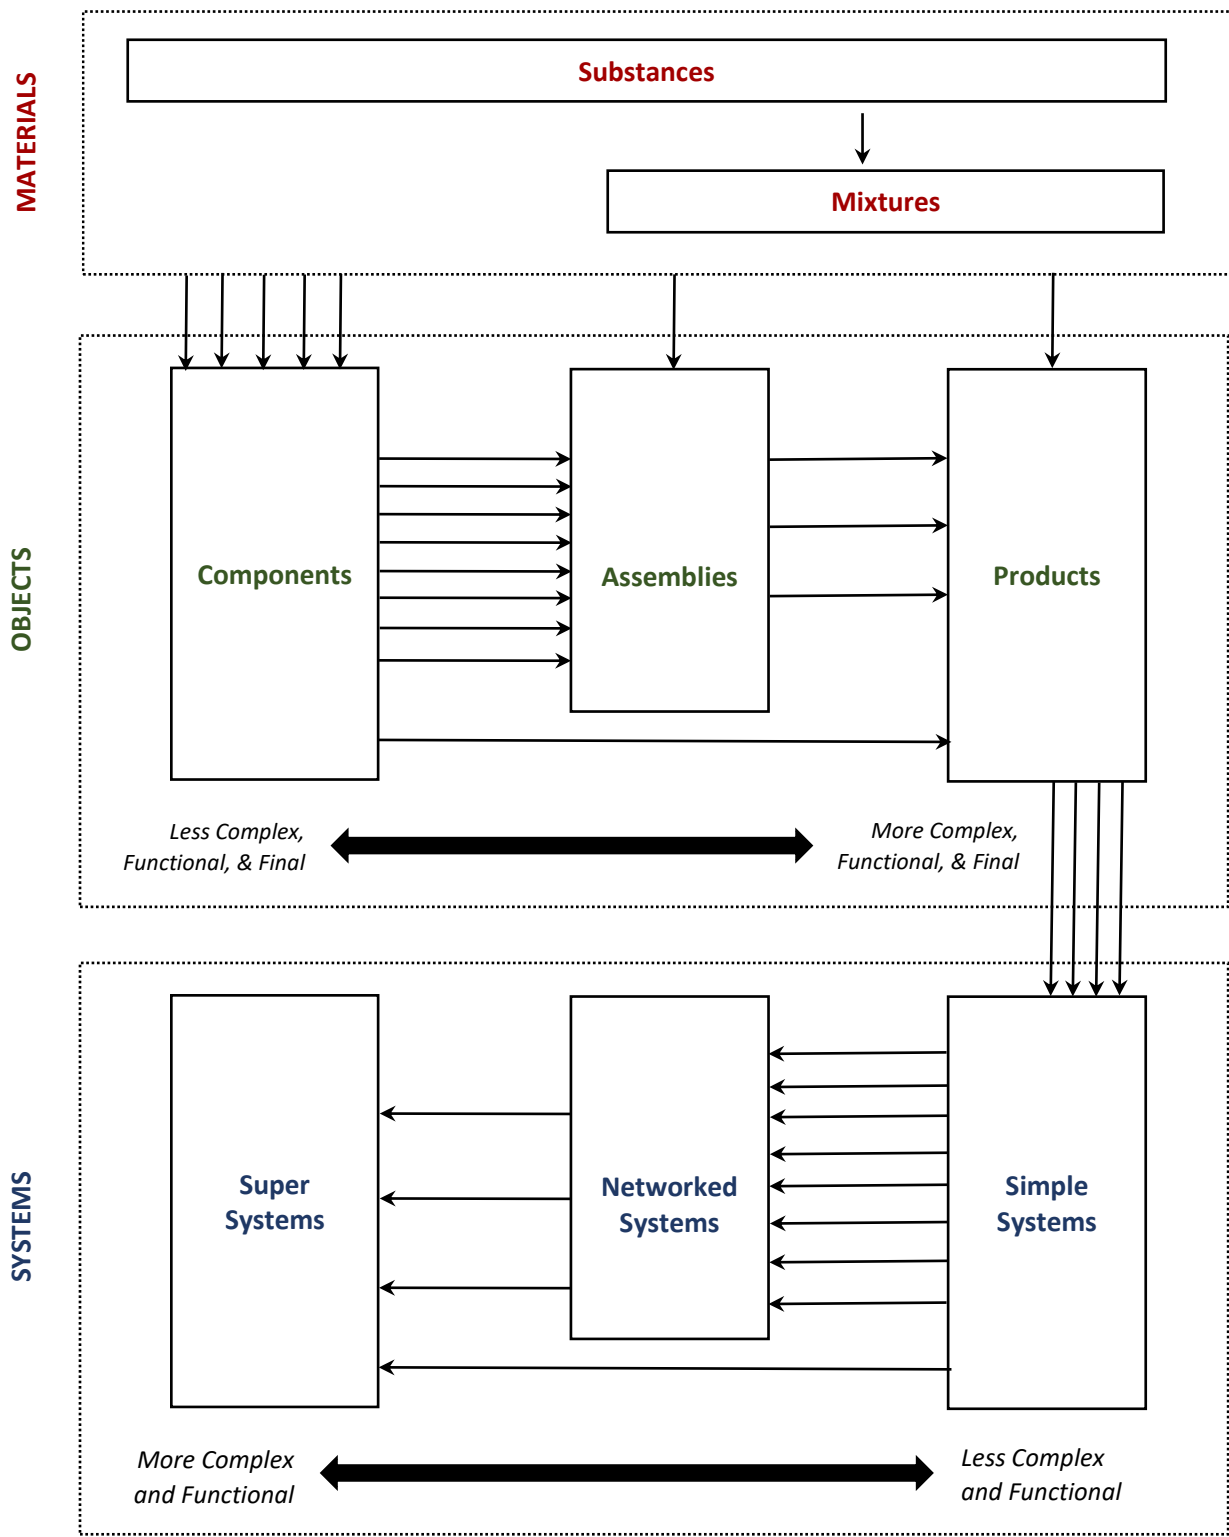 MATERIALS
Substances
Mixtures
OBJECTS
Components
Assemblies
Products
Less Complex,
Functional, & Final
More Complex,
Functional, & Final
SYSTEMS
Super
Systems
Networked
Systems
Simple
Systems
More Complex
and Functional
Less Complex
and Functional